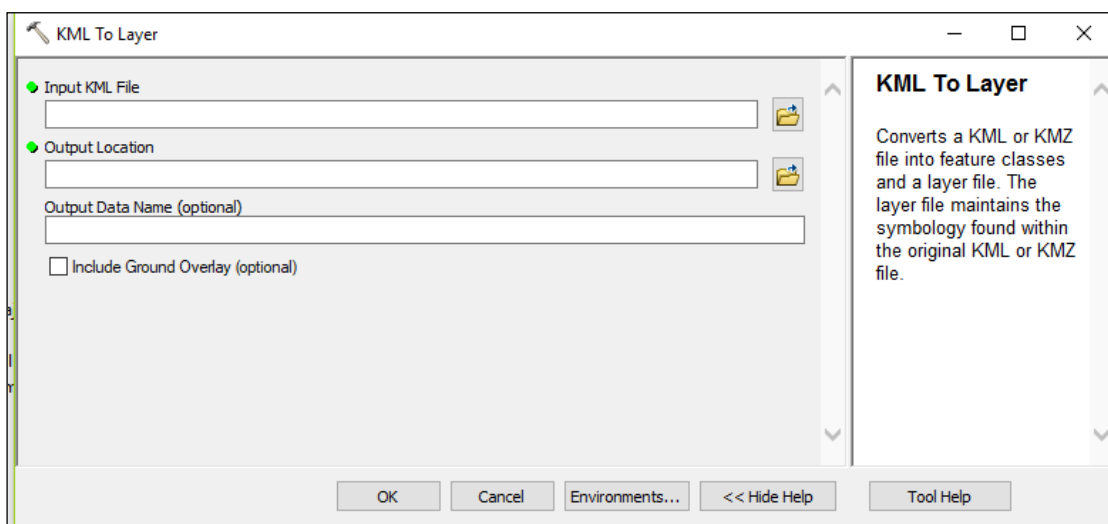 KML To Layer
Input KML File
Output Location
Output Data Name (optional)
Include Ground Overlay (optional)
KML To Layer
Converts a KML or KMZ
file into feature classes
and a layer file. The
layer file maintains the
symbology found within
the original KML or KMZ
file.
OK Cancel Environments... << Hide Help Tool Help